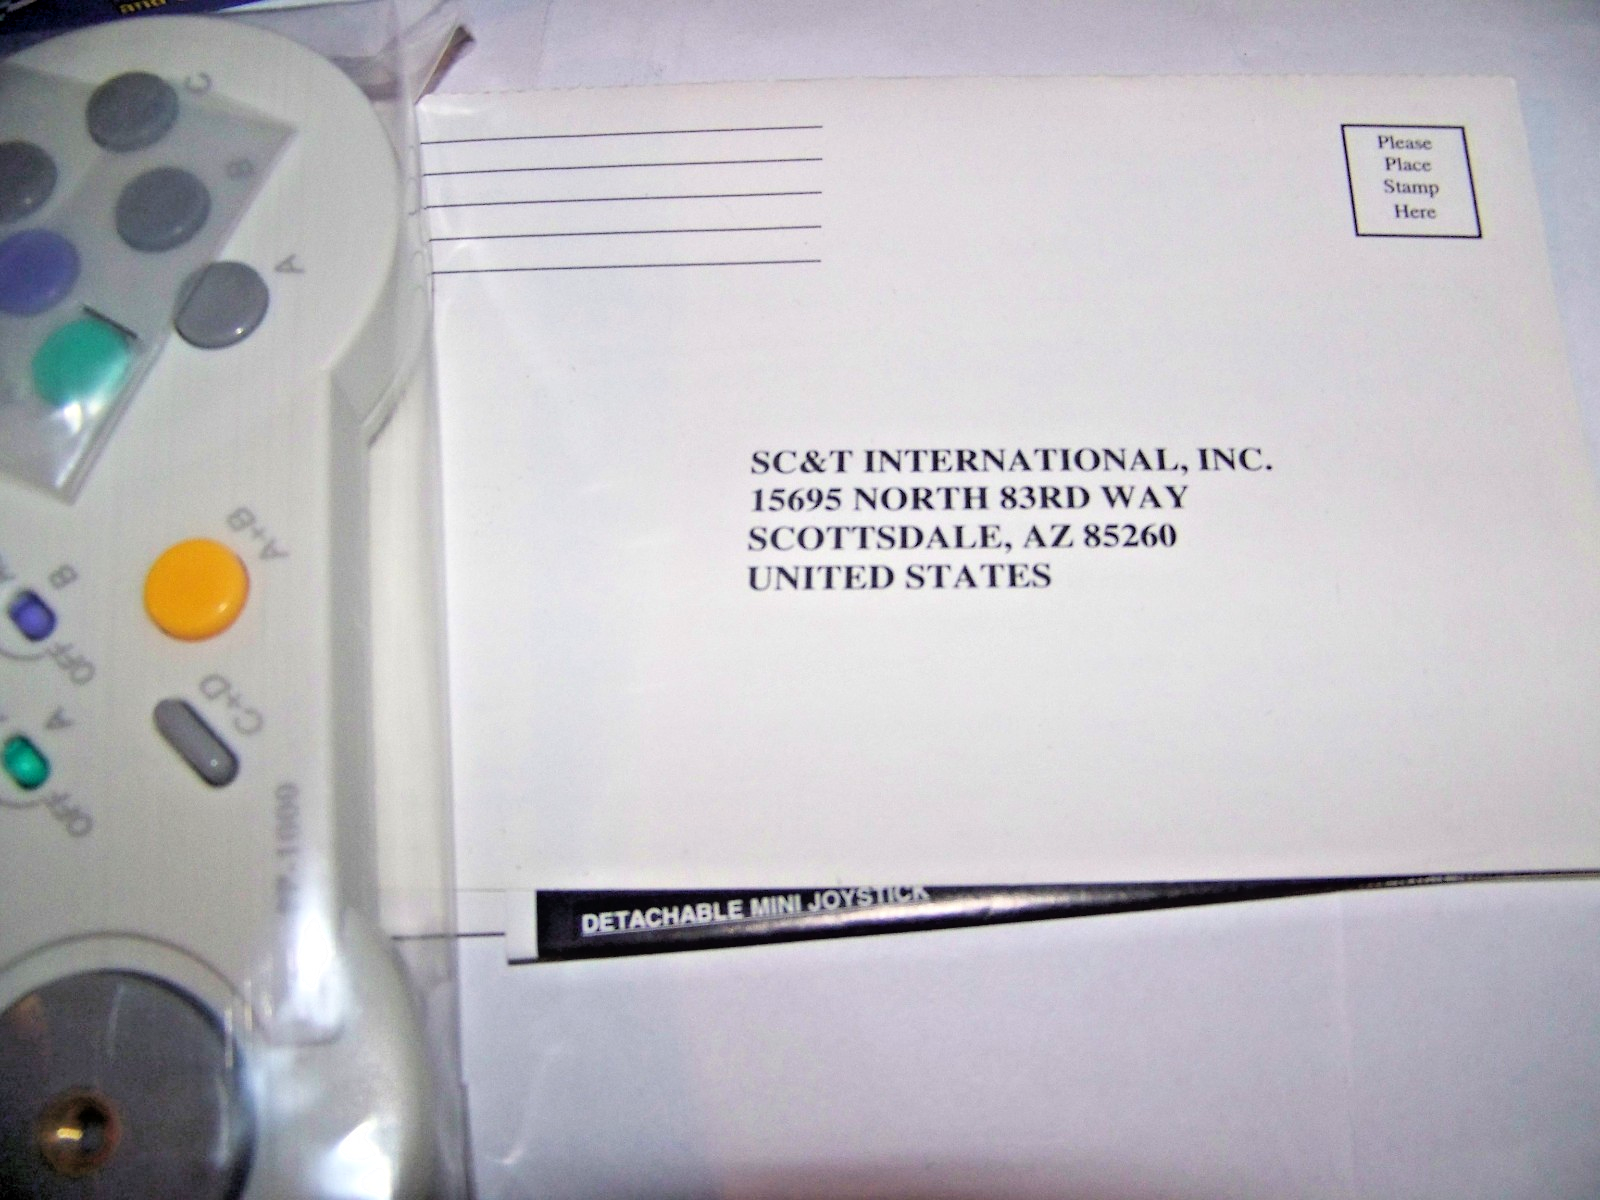 and
C
B
A
A+B
B
OFF
C+D
A
OFF
Please
Place
Stamp
Here
SC&T INTERNATIONAL, INC.
15695 NORTH 83RD WAY
SCOTTSDALE, AZ 85260
UNITED STATES
DETACHABLE MINI JOYSTICK